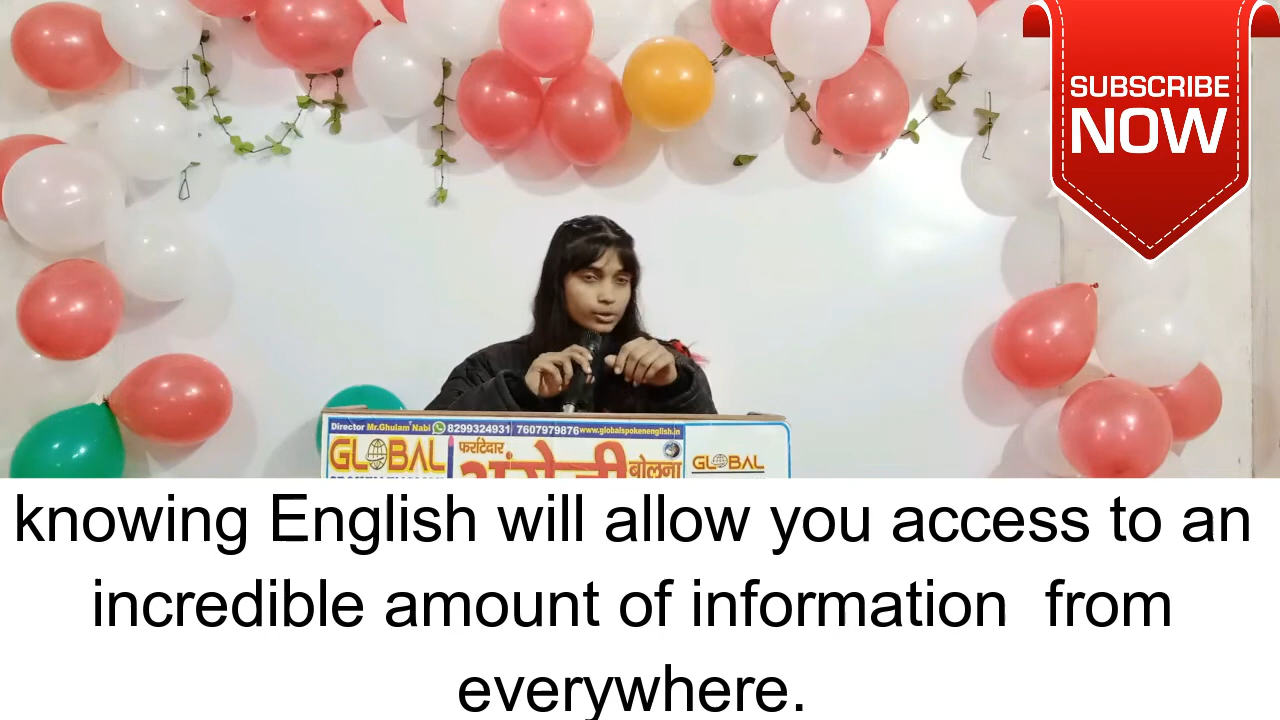 SUBSCRIBE
NOW
Director Mr.Ghulam Nabi 8299324931 7607979876 www.globalspokenenglish.in
GLOBAL
फर्राटेदार
अंग्रेजी बोलना
GLOBAL
knowing English will allow you access to an
incredible amount of information from
everywhere.